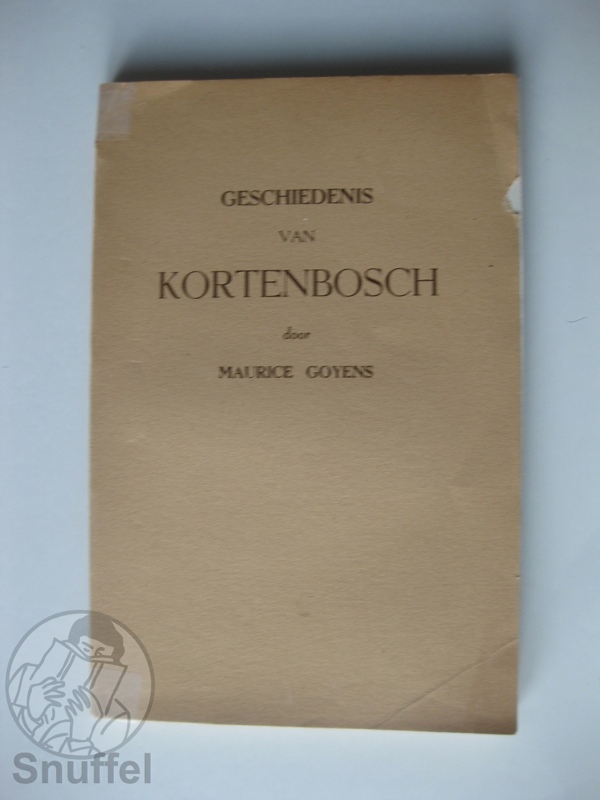 GESCHIEDENIS
VAN
KORTENBOSCH
door
MAURICE GOYENS
Snuffel